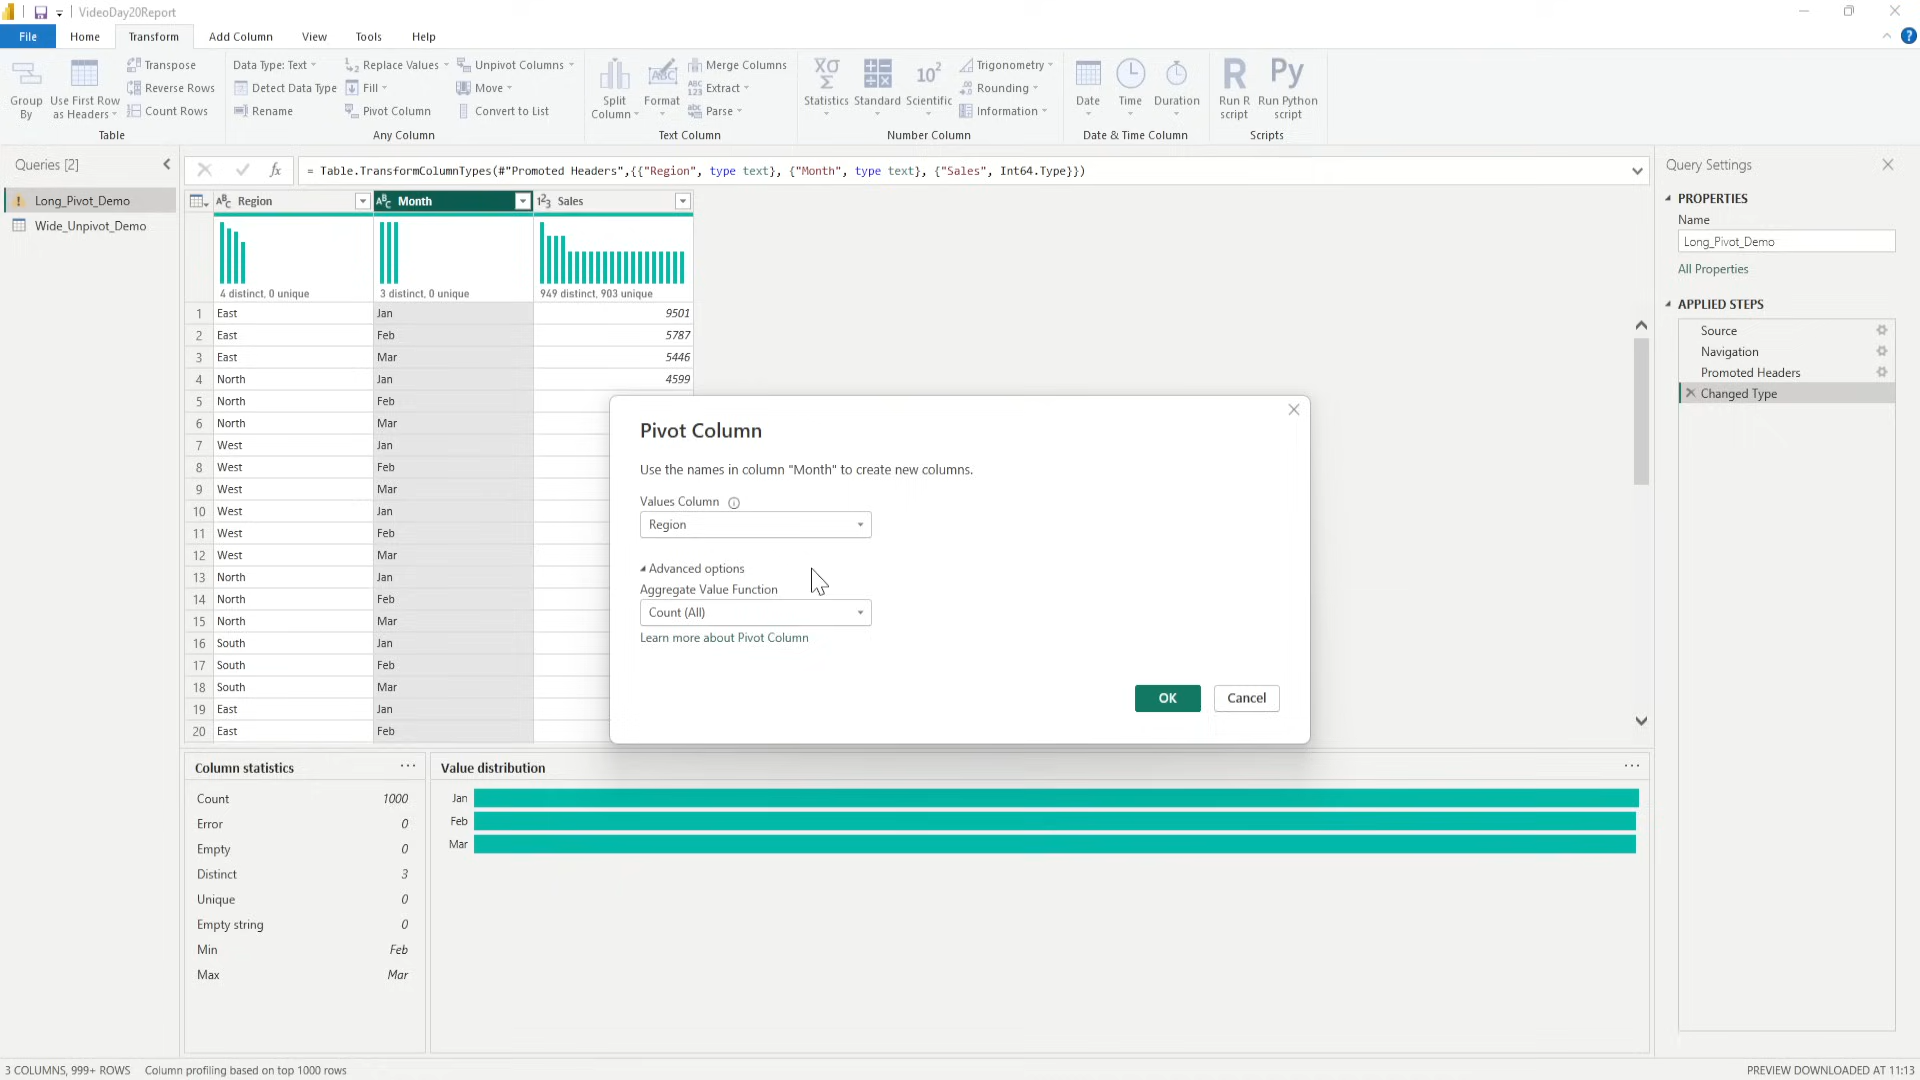 VideoDay20Report
File Home Transform Add Column View Tools Help
Group By
Use First Row as Headers
Transpose
Reverse Rows
Count Rows
Table
Data Type: Text
Detect Data Type
Rename
Replace Values
Fill
Pivot Column
Unpivot Columns
Move
Convert to List
Any Column
Split Column
ABC
Format
Merge Columns
ABC Extract
abc 123 Parse
Text Column
XΣσ
Statistics
Standard
10²
Scientific
Trigonometry
Rounding
Information
Number Column
Date
Time
Duration
Date & Time Column
R
Run R script
Py
Run Python script
Scripts
Queries [2]
Long_Pivot_Demo
Wide_Unpivot_Demo
fx = Table.TransformColumnTypes(#"Promoted Headers",{{"Region", type text}, {"Month", type text}, {"Sales", Int64.Type}})
ABC Region ABC Month 123 Sales
4 distinct, 0 unique 3 distinct, 0 unique 949 distinct, 903 unique
1 East Jan 9501
2 East Feb 5787
3 East Mar 5446
4 North Jan 4599
5 North Feb
6 North Mar
7 West Jan
8 West Feb
9 West Mar
10 West Jan
11 West Feb
12 West Mar
13 North Jan
14 North Feb
15 North Mar
16 South Jan
17 South Feb
18 South Mar
19 East Jan
20 East Feb
Pivot Column
Use the names in column "Month" to create new columns.
Values Column
Region
Advanced options
Aggregate Value Function
Count (All)
Learn more about Pivot Column
OK Cancel
Column statistics
Count 1000
Error 0
Empty 0
Distinct 3
Unique 0
Empty string 0
Min Feb
Max Mar
Value distribution
Jan
Feb
Mar
Query Settings
PROPERTIES
Name
Long_Pivot_Demo
All Properties
APPLIED STEPS
Source
Navigation
Promoted Headers
Changed Type
3 COLUMNS, 999+ ROWS Column profiling based on top 1000 rows
PREVIEW DOWNLOADED AT 11:13